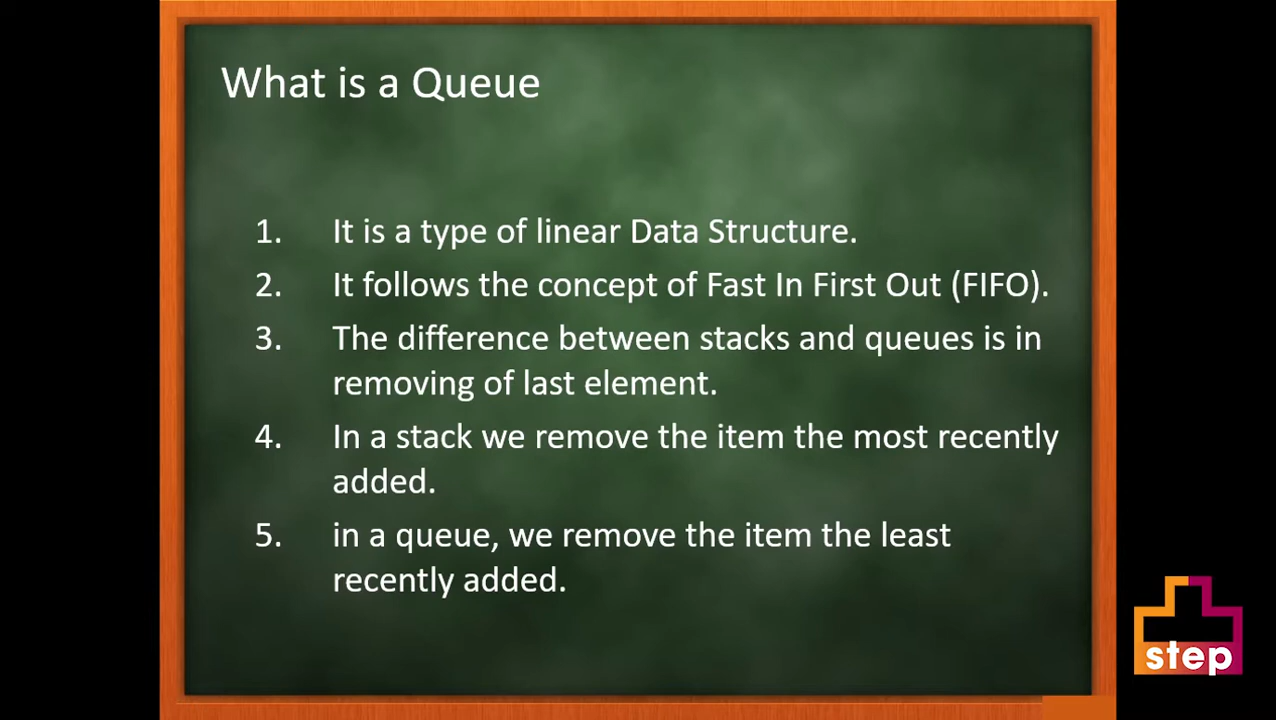 What is a Queue
1. It is a type of linear Data Structure.
2. It follows the concept of Fast In First Out (FIFO).
3. The difference between stacks and queues is in
removing of last element.
4. In a stack we remove the item the most recently
added.
5. in a queue, we remove the item the least
recently added.
step